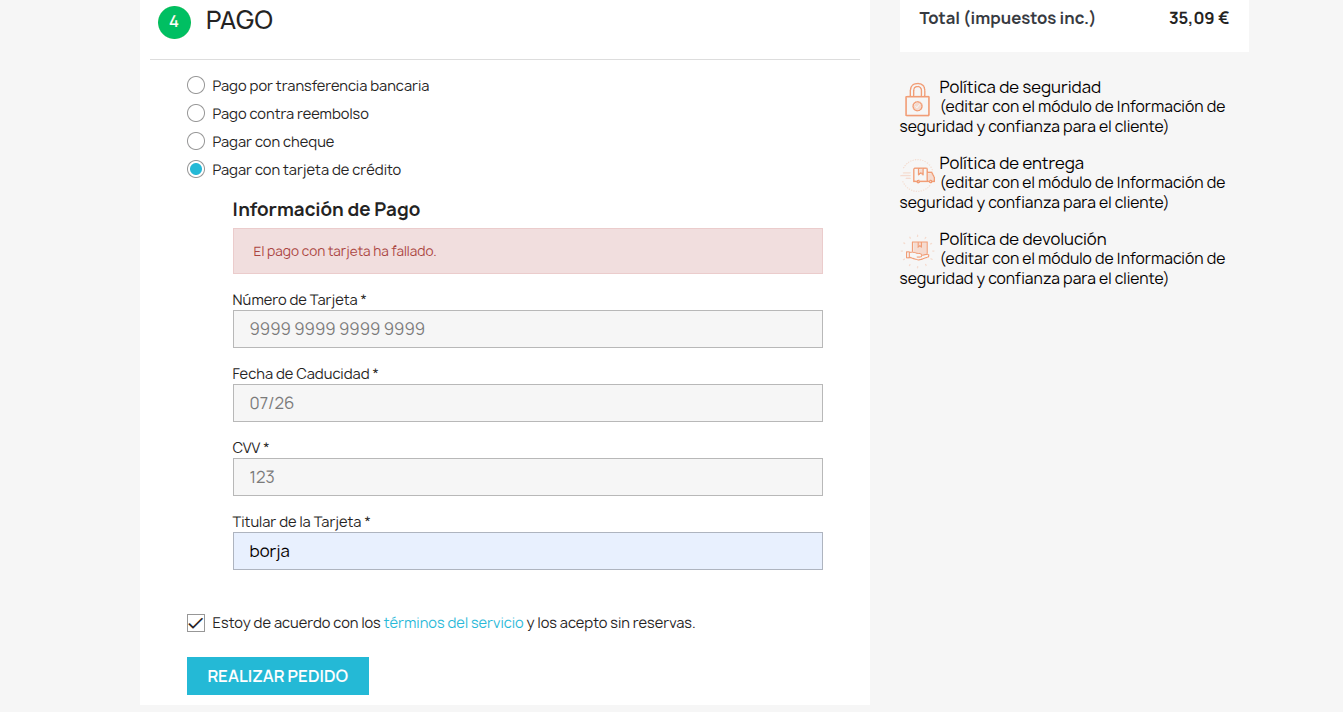 4 PAGO
Pago por transferencia bancaria
Pago contra reembolso
Pagar con cheque
Pagar con tarjeta de crédito
Información de Pago
El pago con tarjeta ha fallado.
Número de Tarjeta *
9999 9999 9999 9999
Fecha de Caducidad *
07/26
CVV *
123
Titular de la Tarjeta *
borja
Estoy de acuerdo con los términos del servicio y los acepto sin reservas.
REALIZAR PEDIDO
Total (impuestos inc.) 35,09 €
Política de seguridad
(editar con el módulo de Información de
seguridad y confianza para el cliente)
Política de entrega
(editar con el módulo de Información de
seguridad y confianza para el cliente)
Política de devolución
(editar con el módulo de Información de
seguridad y confianza para el cliente)